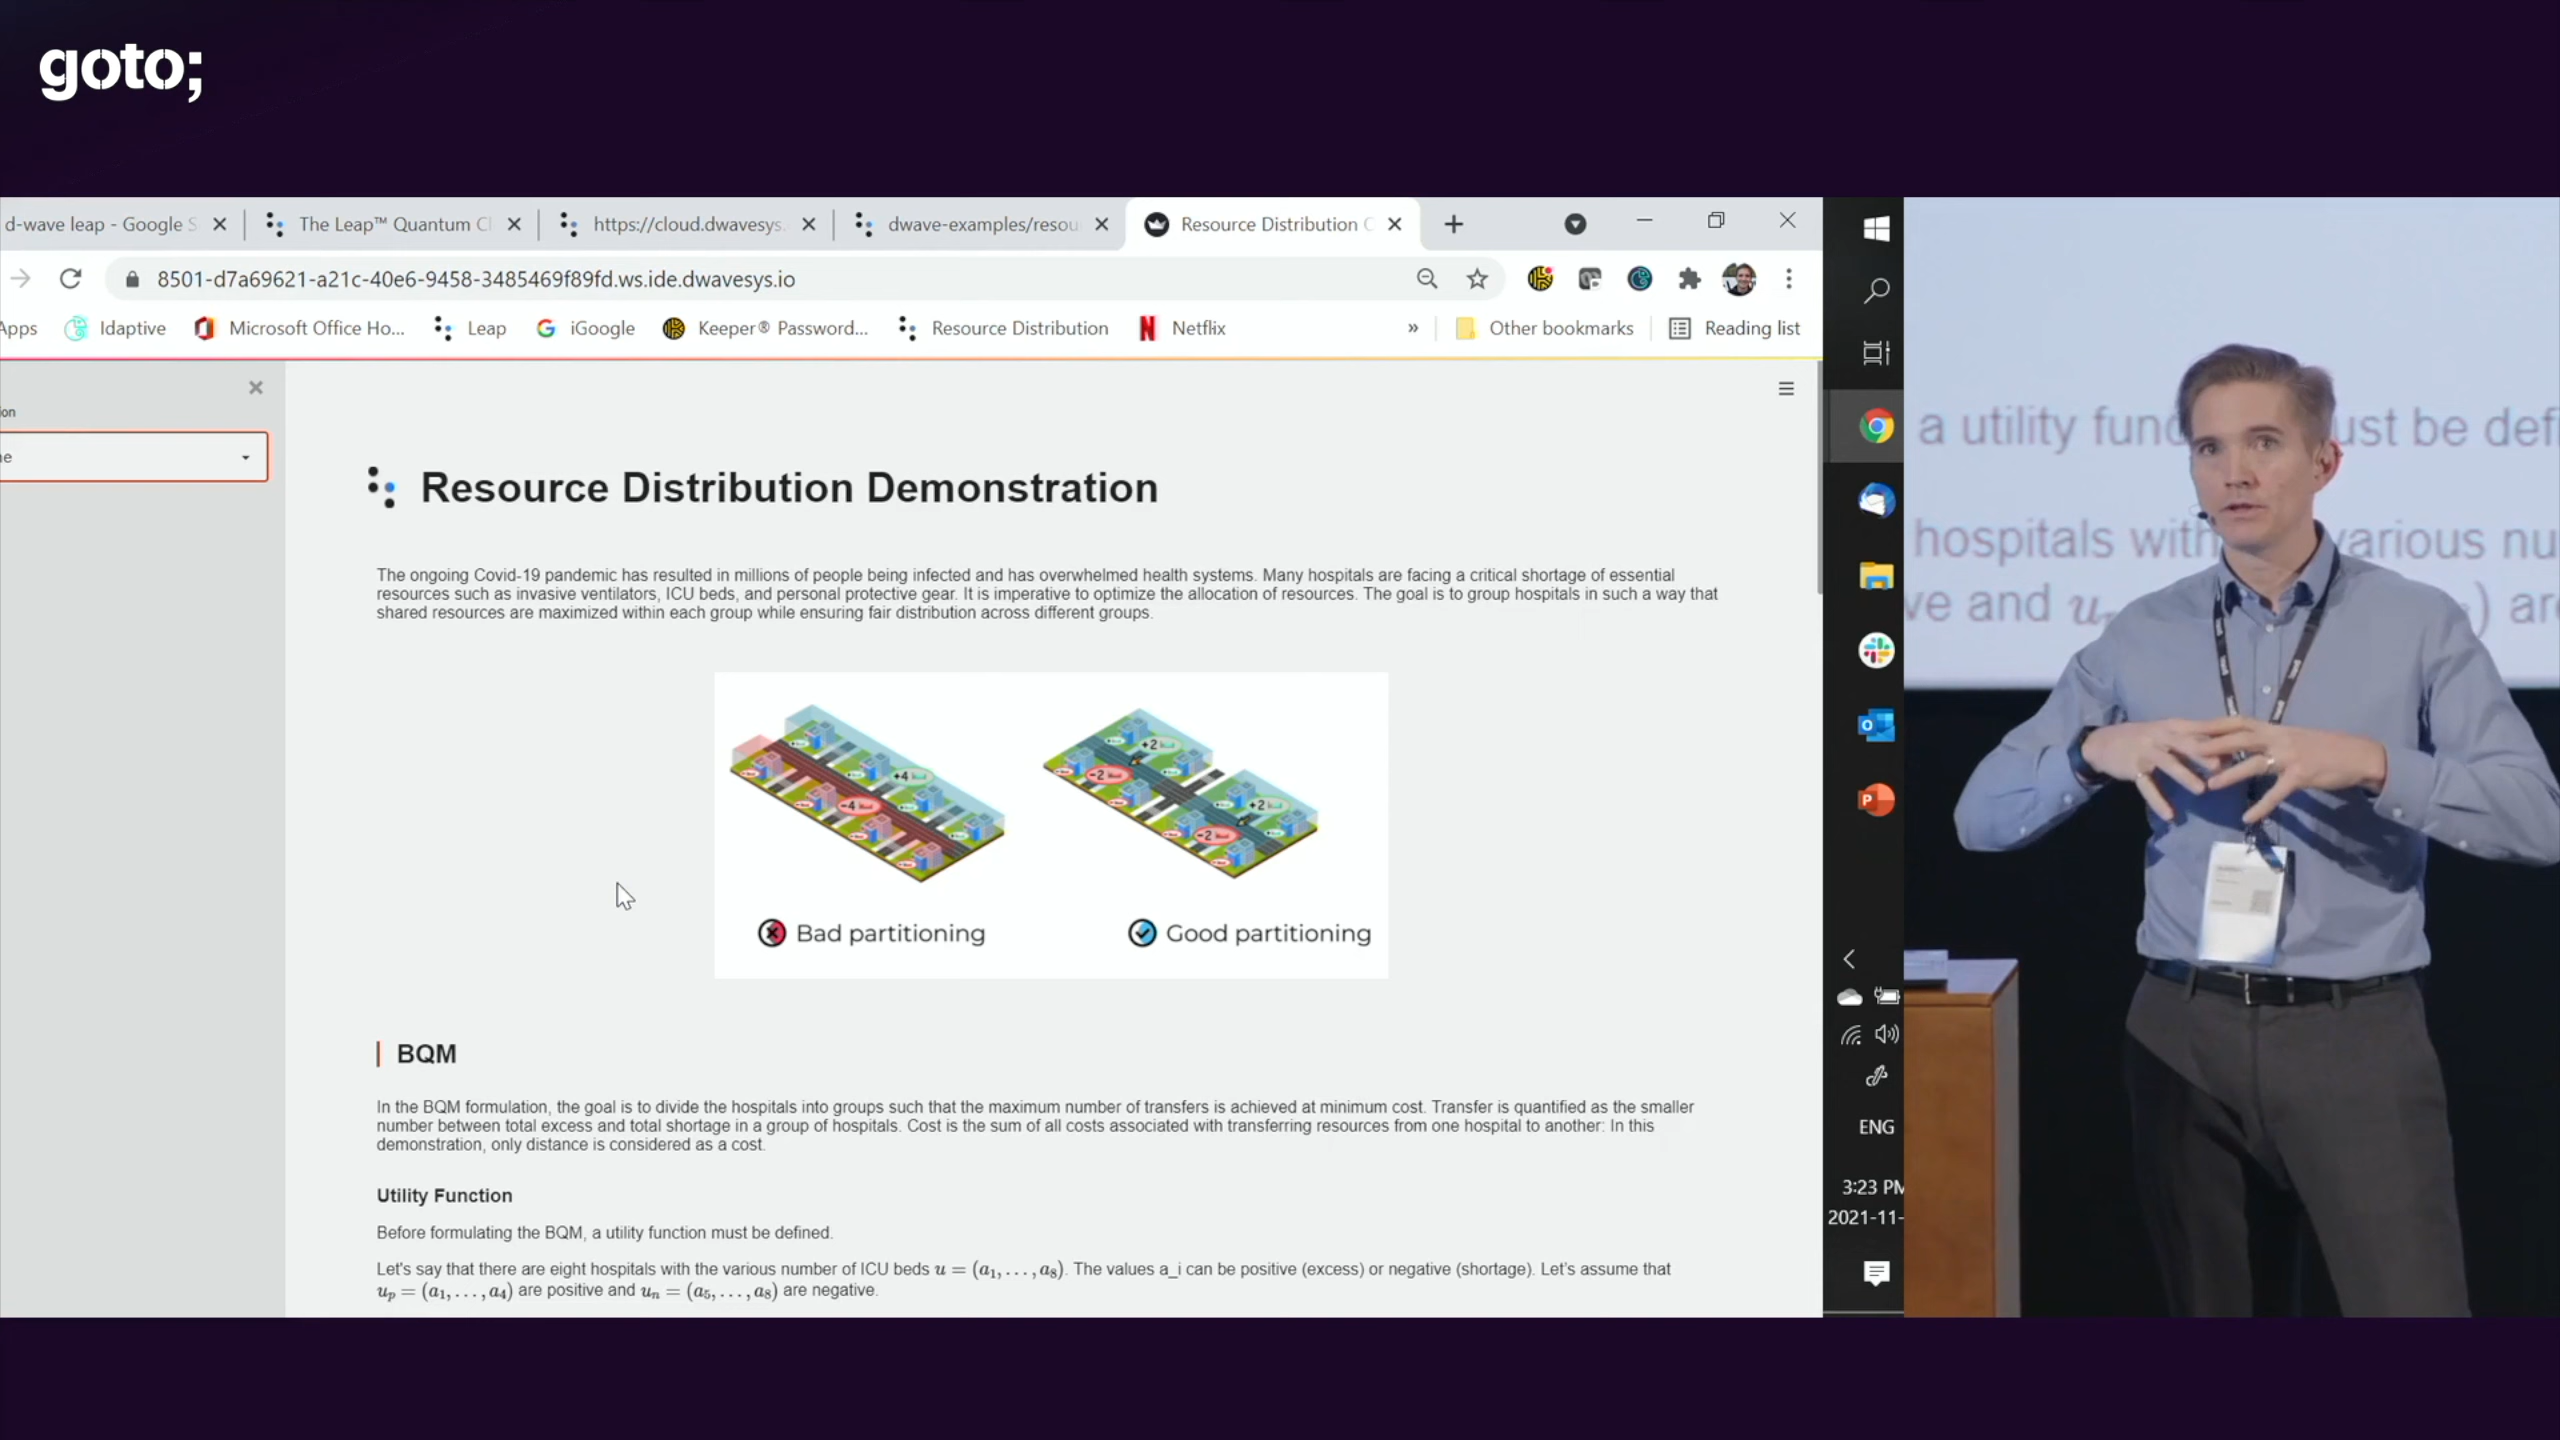 goto;
d-wave leap - Google S
The Leap™ Quantum Cl
https://cloud.dwavesys.
dwave-examples/resou
Resource Distribution
8501-d7a69621-a21c-40e6-9458-3485469f89fd.ws.ide.dwavesys.io
Apps
Idaptive
Microsoft Office Ho...
Leap
iGoogle
Keeper® Password...
Resource Distribution
Netflix
»
Other bookmarks
Reading list
Resource Distribution Demonstration
The ongoing Covid-19 pandemic has resulted in millions of people being infected and has overwhelmed health systems. Many hospitals are facing a critical shortage of essential
resources such as invasive ventilators, ICU beds, and personal protective gear. It is imperative to optimize the allocation of resources. The goal is to group hospitals in such a way that
shared resources are maximized within each group while ensuring fair distribution across different groups.
+4
-4
+2
-2
+2
-2
Bad partitioning
Good partitioning
BQM
In the BQM formulation, the goal is to divide the hospitals into groups such that the maximum number of transfers is achieved at minimum cost. Transfer is quantified as the smaller
number between total excess and total shortage in a group of hospitals. Cost is the sum of all costs associated with transferring resources from one hospital to another: In this
demonstration, only distance is considered as a cost.
Utility Function
Before formulating the BQM, a utility function must be defined.
Let's say that there are eight hospitals with the various number of ICU beds u = (a₁, . . . , a₈). The values a_i can be positive (excess) or negative (shortage). Let's assume that
uₚ = (a₁, . . . , a₄) are positive and uₙ = (a₅, . . . , a₈) are negative.
ENG
3:23 PM
2021-11-
a utility func ust be defi
hospitals with various nu
ve and u ) are